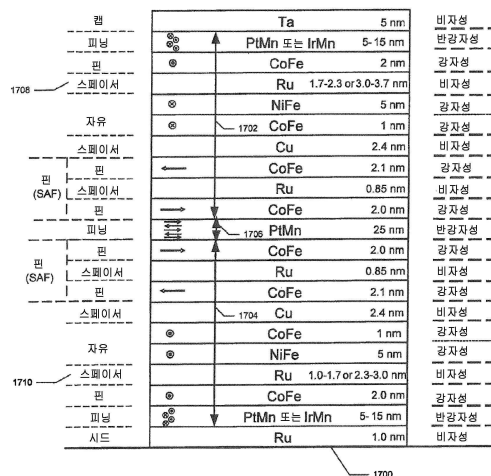 캡 Ta 5 nm 비자성
피닝 PtMn 또는 IrMn 5-15 nm 반강자성
핀 CoFe 2 nm 강자성
1708 스페이서 Ru 1.7-2.3 or 3.0-3.7 nm 비자성
NiFe 5 nm 강자성
자유 1702 CoFe 1 nm 강자성
스페이서 Cu 2.4 nm 비자성
핀 CoFe 2.1 nm 강자성
핀 (SAF) 스페이서 Ru 0.85 nm 비자성
핀 CoFe 2.0 nm 강자성
피닝 1706 PtMn 25 nm 반강자성
핀 CoFe 2.0 nm 강자성
핀 (SAF) 스페이서 Ru 0.85 nm 비자성
핀 CoFe 2.1 nm 강자성
스페이서 1704 Cu 2.4 nm 비자성
CoFe 1 nm 강자성
자유 NiFe 5 nm 강자성
1710 스페이서 Ru 1.0-1.7 or 2.3-3.0 nm 비자성
핀 CoFe 2.0 nm 강자성
피닝 PtMn 또는 IrMn 5-15 nm 반강자성
시드 Ru 1.0 nm 비자성
1700